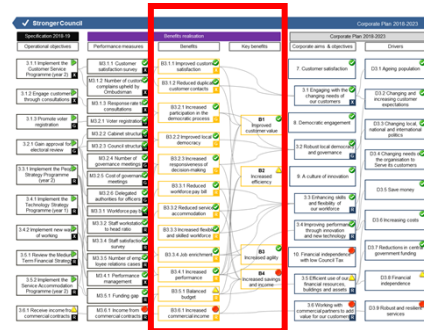 StrongerCouncil
Corporate Plan 2018-2023
Specification 2018-19
Benefits realisation
Corporate Plan 2018-2023
Operational objectives
Performance measures
Benefits
Key benefits
Corporate aims & objectives
Drivers
3.1.1 Implement the
Customer Service
Programme (year 2)
3.1.2 Engage customer
through consultations
3.1.3 Promote voter
registration
3.2.1 Gain approval for
electoral review
3.3.1 Implement the People
Strategy Programme
(year 2)
3.4.1 Implement the
Technology Strategy
Programme (year 1)
3.4.2 Implement new way
of working
3.5.1 Review the Medium
Term Financial Strategy
3.5.2 Implement the
Service Accommodation
Programme (year 2)
3.6.1 Receive income from
commercial contracts
M3.1.1 Customer
satisfaction survey
M3.1.2 Number of custom
complaints upheld by
Ombudsman
M3.1.3 Response rate to
consultations
M3.2.1 Voter registration
M3.2.2 Cabinet structure
M3.2.3 Council structure
M3.2.4 Number of
governance meetings
M3.2.5 Cost of governance
meetings
M3.2.6 Delegated
authorities for officers
M3.3.1 Workforce pay bill
M3.3.2 Staff workstation
to head ratio
M3.4.4 Staff satisfaction
survey
M3.3.5 Number of employee
tribune relations cases
M3.4.1 Performance
management
M3.5.1 Funding gap
M3.6.1 Income from
commercial contracts
B3.1.1 Improved custom
satisfaction
B3.1.2 Reduced duplicate
customer contacts
B3.2.1 Increased
participation in the
democratic process
B3.2.2 Improved local
democracy
B3.2.3 Increased
responsiveness of
decision-making
B3.3.1 Reduced
workforce pay bill
B3.3.2 Reduced service
accommodation
B3.3.3 Increased flexible
and skilled workforce
B3.3.4 Job enrichment
B3.4.1 Increased
performance
B3.5.1 Balanced
budget
B3.6.1 Increased
commercial income
B1
Improved
customer value
B2
Increased
efficiency
B3
Increased agility
B4
Increased savings
and income
7. Customer satisfaction
3.1 Engaging with the
changing needs of
our customers
8. Democratic engagement
3.2 Robust local democracy
and governance
9. A culture of innovation
3.3 Enhancing skills
and flexibility of
our workforce
3.4 Improving performance
through innovation
and new technology
10. Financial independence
with low Council Tax
3.5 Efficient use of our
financial resources,
buildings and assets
3.6 Working with
commercial partners to add
value for our customers
D3.1 Ageing population
D3.2 Changing and
increasing customer
expectations
D3.3 Changing local,
national and international
politics
D3.4 Changing needs of
the organisation to
Serve its customers
D3.5 Save money
D3.6 Increasing costs
D3.7 Reductions in central
government funding
D3.8 Financial
independence
D3.9 Robust and resilient
services